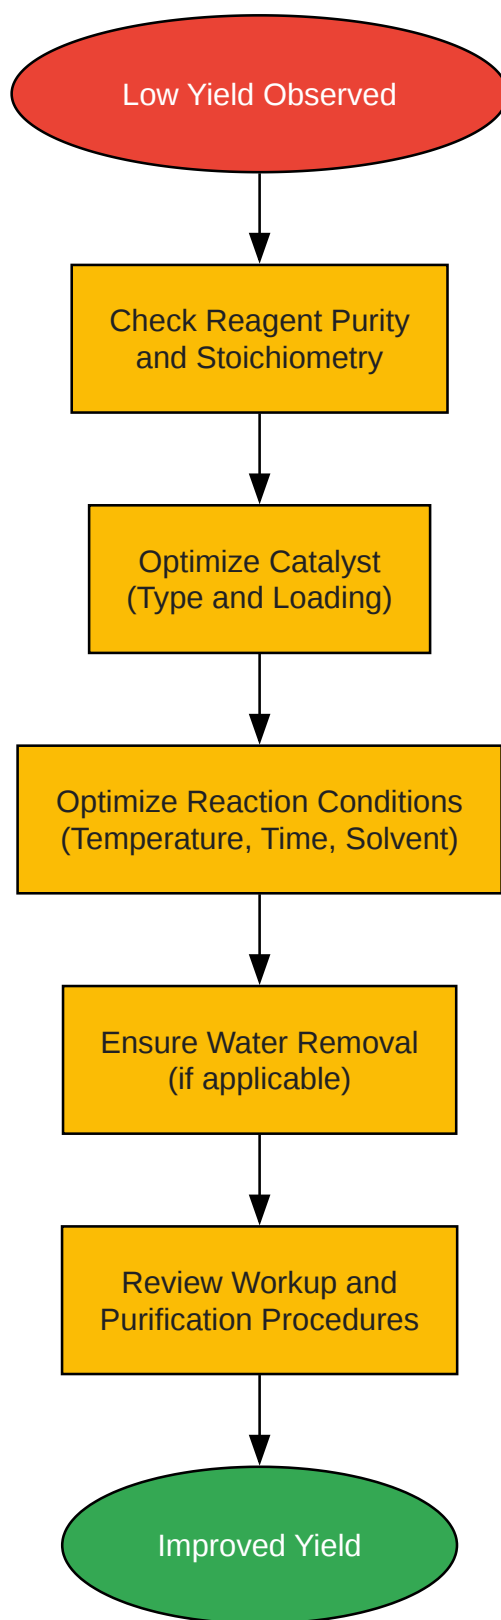 Low Yield Observed
Check Reagent Purity
and Stoichiometry
Optimize Catalyst
(Type and Loading)
Optimize Reaction Conditions
(Temperature, Time, Solvent)
Ensure Water Removal
(if applicable)
Review Workup and
Purification Procedures
Improved Yield